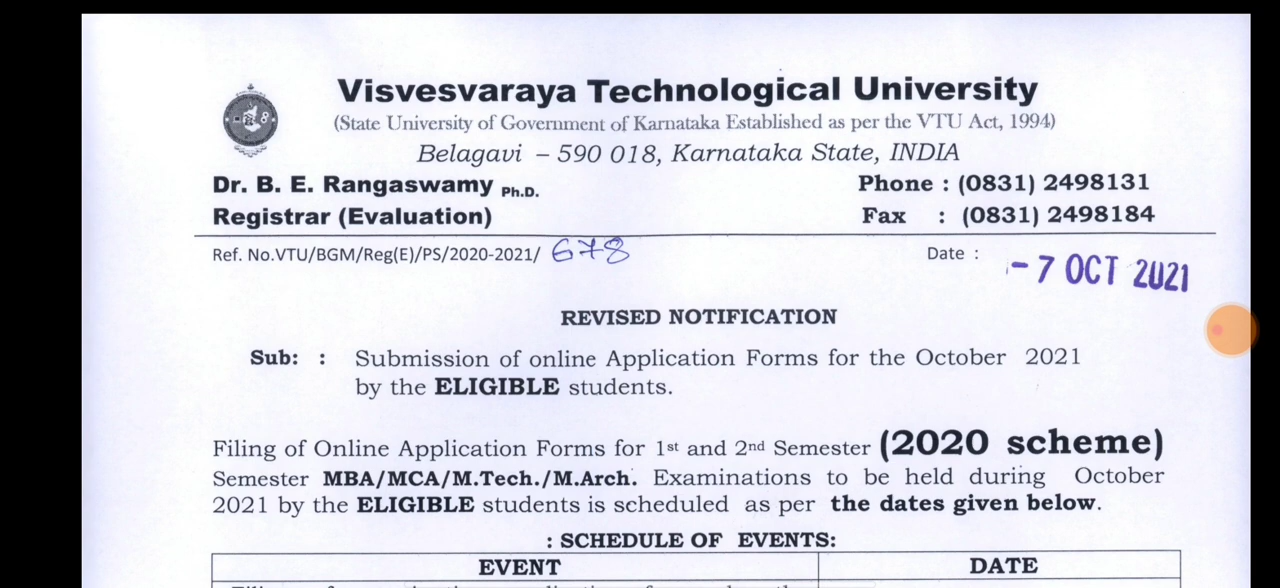 Visvesvaraya Technological University
(State University of Government of Karnataka Established as per the VTU Act, 1994)
Belagavi – 590 018, Karnataka State, INDIA
Dr. B. E. Rangaswamy Ph.D.
Phone : (0831) 2498131
Registrar (Evaluation)
Fax : (0831) 2498184
Ref. No.VTU/BGM/Reg(E)/PS/2020-2021/ 678
Date : - 7 OCT 2021
REVISED NOTIFICATION
Sub: : Submission of online Application Forms for the October 2021
by the ELIGIBLE students.
Filing of Online Application Forms for 1st and 2nd Semester (2020 scheme)
Semester MBA/MCA/M.Tech./M.Arch. Examinations to be held during October
2021 by the ELIGIBLE students is scheduled as per the dates given below.
: SCHEDULE OF EVENTS:
EVENT DATE